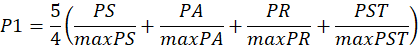 P1 = 5/4 (PS/maxPS + PA/maxPA + PR/maxPR + PST/maxPST)